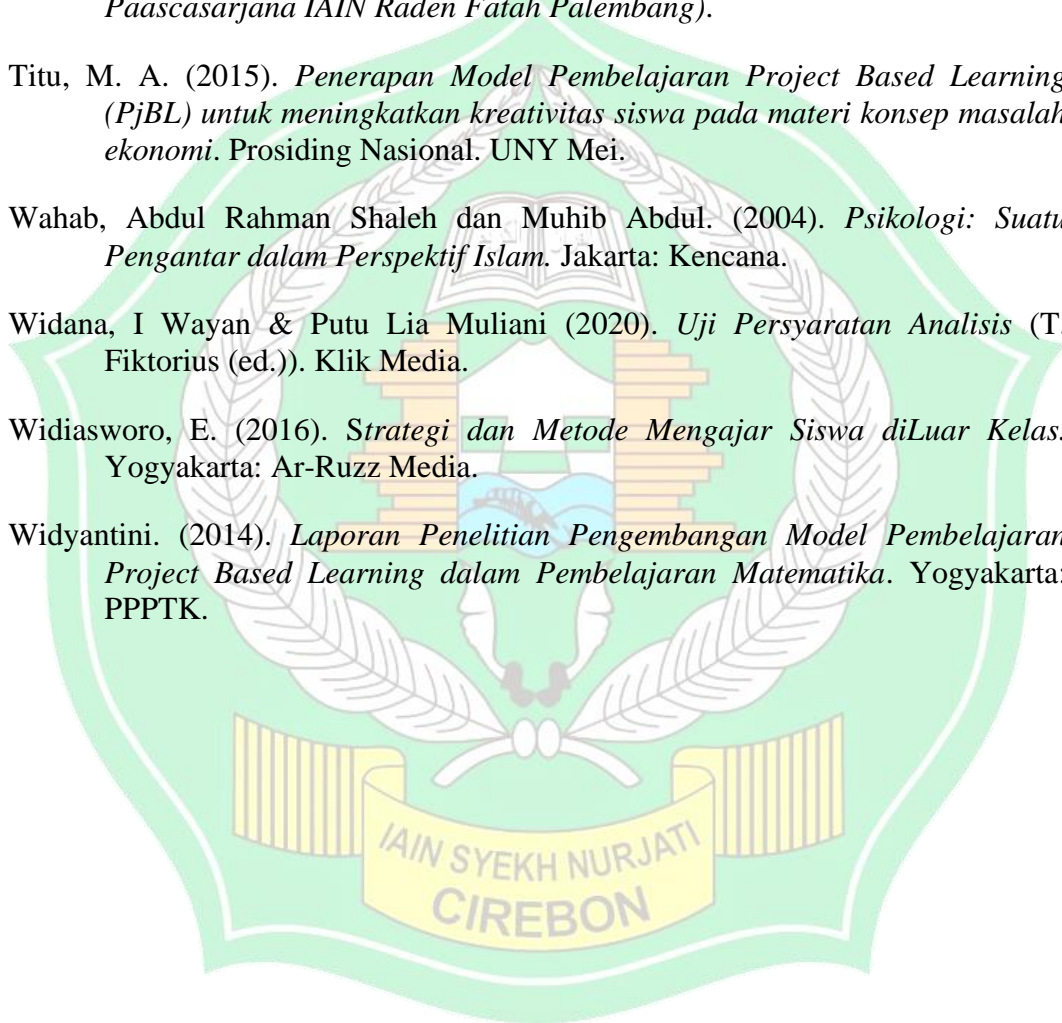 Paascasarjana IAIN Raden Fatah Palembang).
Titu, M. A. (2015). Penerapan Model Pembelajaran Project Based Learning
(PjBL) untuk meningkatkan kreativitas siswa pada materi konsep masalah
ekonomi. Prosiding Nasional. UNY Mei.
Wahab, Abdul Rahman Shaleh dan Muhib Abdul. (2004). Psikologi: Suatu
Pengantar dalam Perspektif Islam. Jakarta: Kencana.
Widana, I Wayan & Putu Lia Muliani (2020). Uji Persyaratan Analisis (T.
Fiktorius (ed.)). Klik Media.
Widiasworo, E. (2016). Strategi dan Metode Mengajar Siswa diLuar Kelas.
Yogyakarta: Ar-Ruzz Media.
Widyantini. (2014). Laporan Penelitian Pengembangan Model Pembelajaran
Project Based Learning dalam Pembelajaran Matematika. Yogyakarta:
PPPTK.
IAIN SYEKH NURJATI
CIREBON